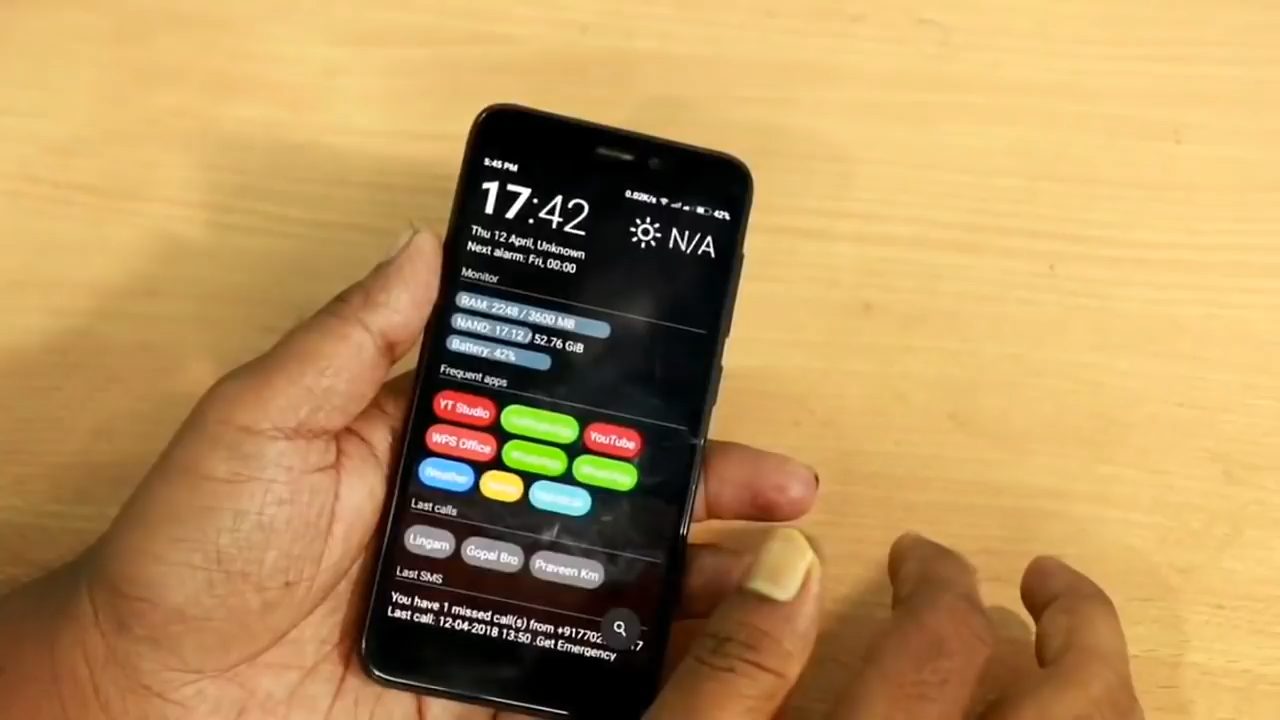 5:45 PM
0.02K/s 42%
17:42
N/A
Thu 12 April, Unknown
Next alarm: Fri, 00:00
Monitor
RAM: 2248 / 3600 MB
NAND: 17.12 / 52.76 GiB
Battery: 42%
Frequent apps
YT Studio
YouTube
WPS Office
Weather
Last calls
Lingam Gopal Bro Praveen Km
Last SMS
You have 1 missed call(s) from +917702 7
Last call: 12-04-2018 13:50 .Get Emergency